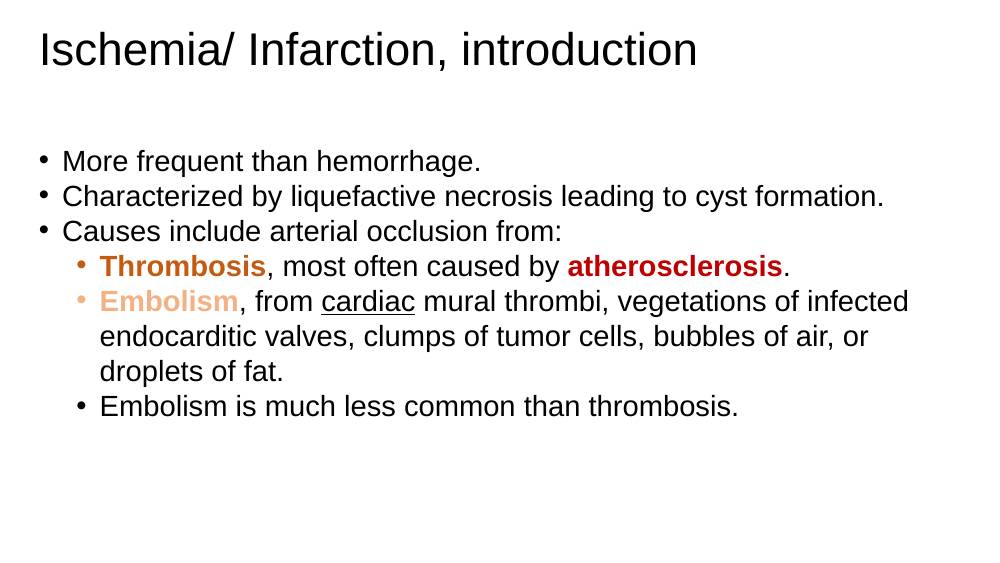 Ischemia/ Infarction, introduction
• More frequent than hemorrhage.
• Characterized by liquefactive necrosis leading to cyst formation.
• Causes include arterial occlusion from:
• Thrombosis, most often caused by atherosclerosis.
• Embolism, from cardiac mural thrombi, vegetations of infected
endocarditic valves, clumps of tumor cells, bubbles of air, or
droplets of fat.
• Embolism is much less common than thrombosis.